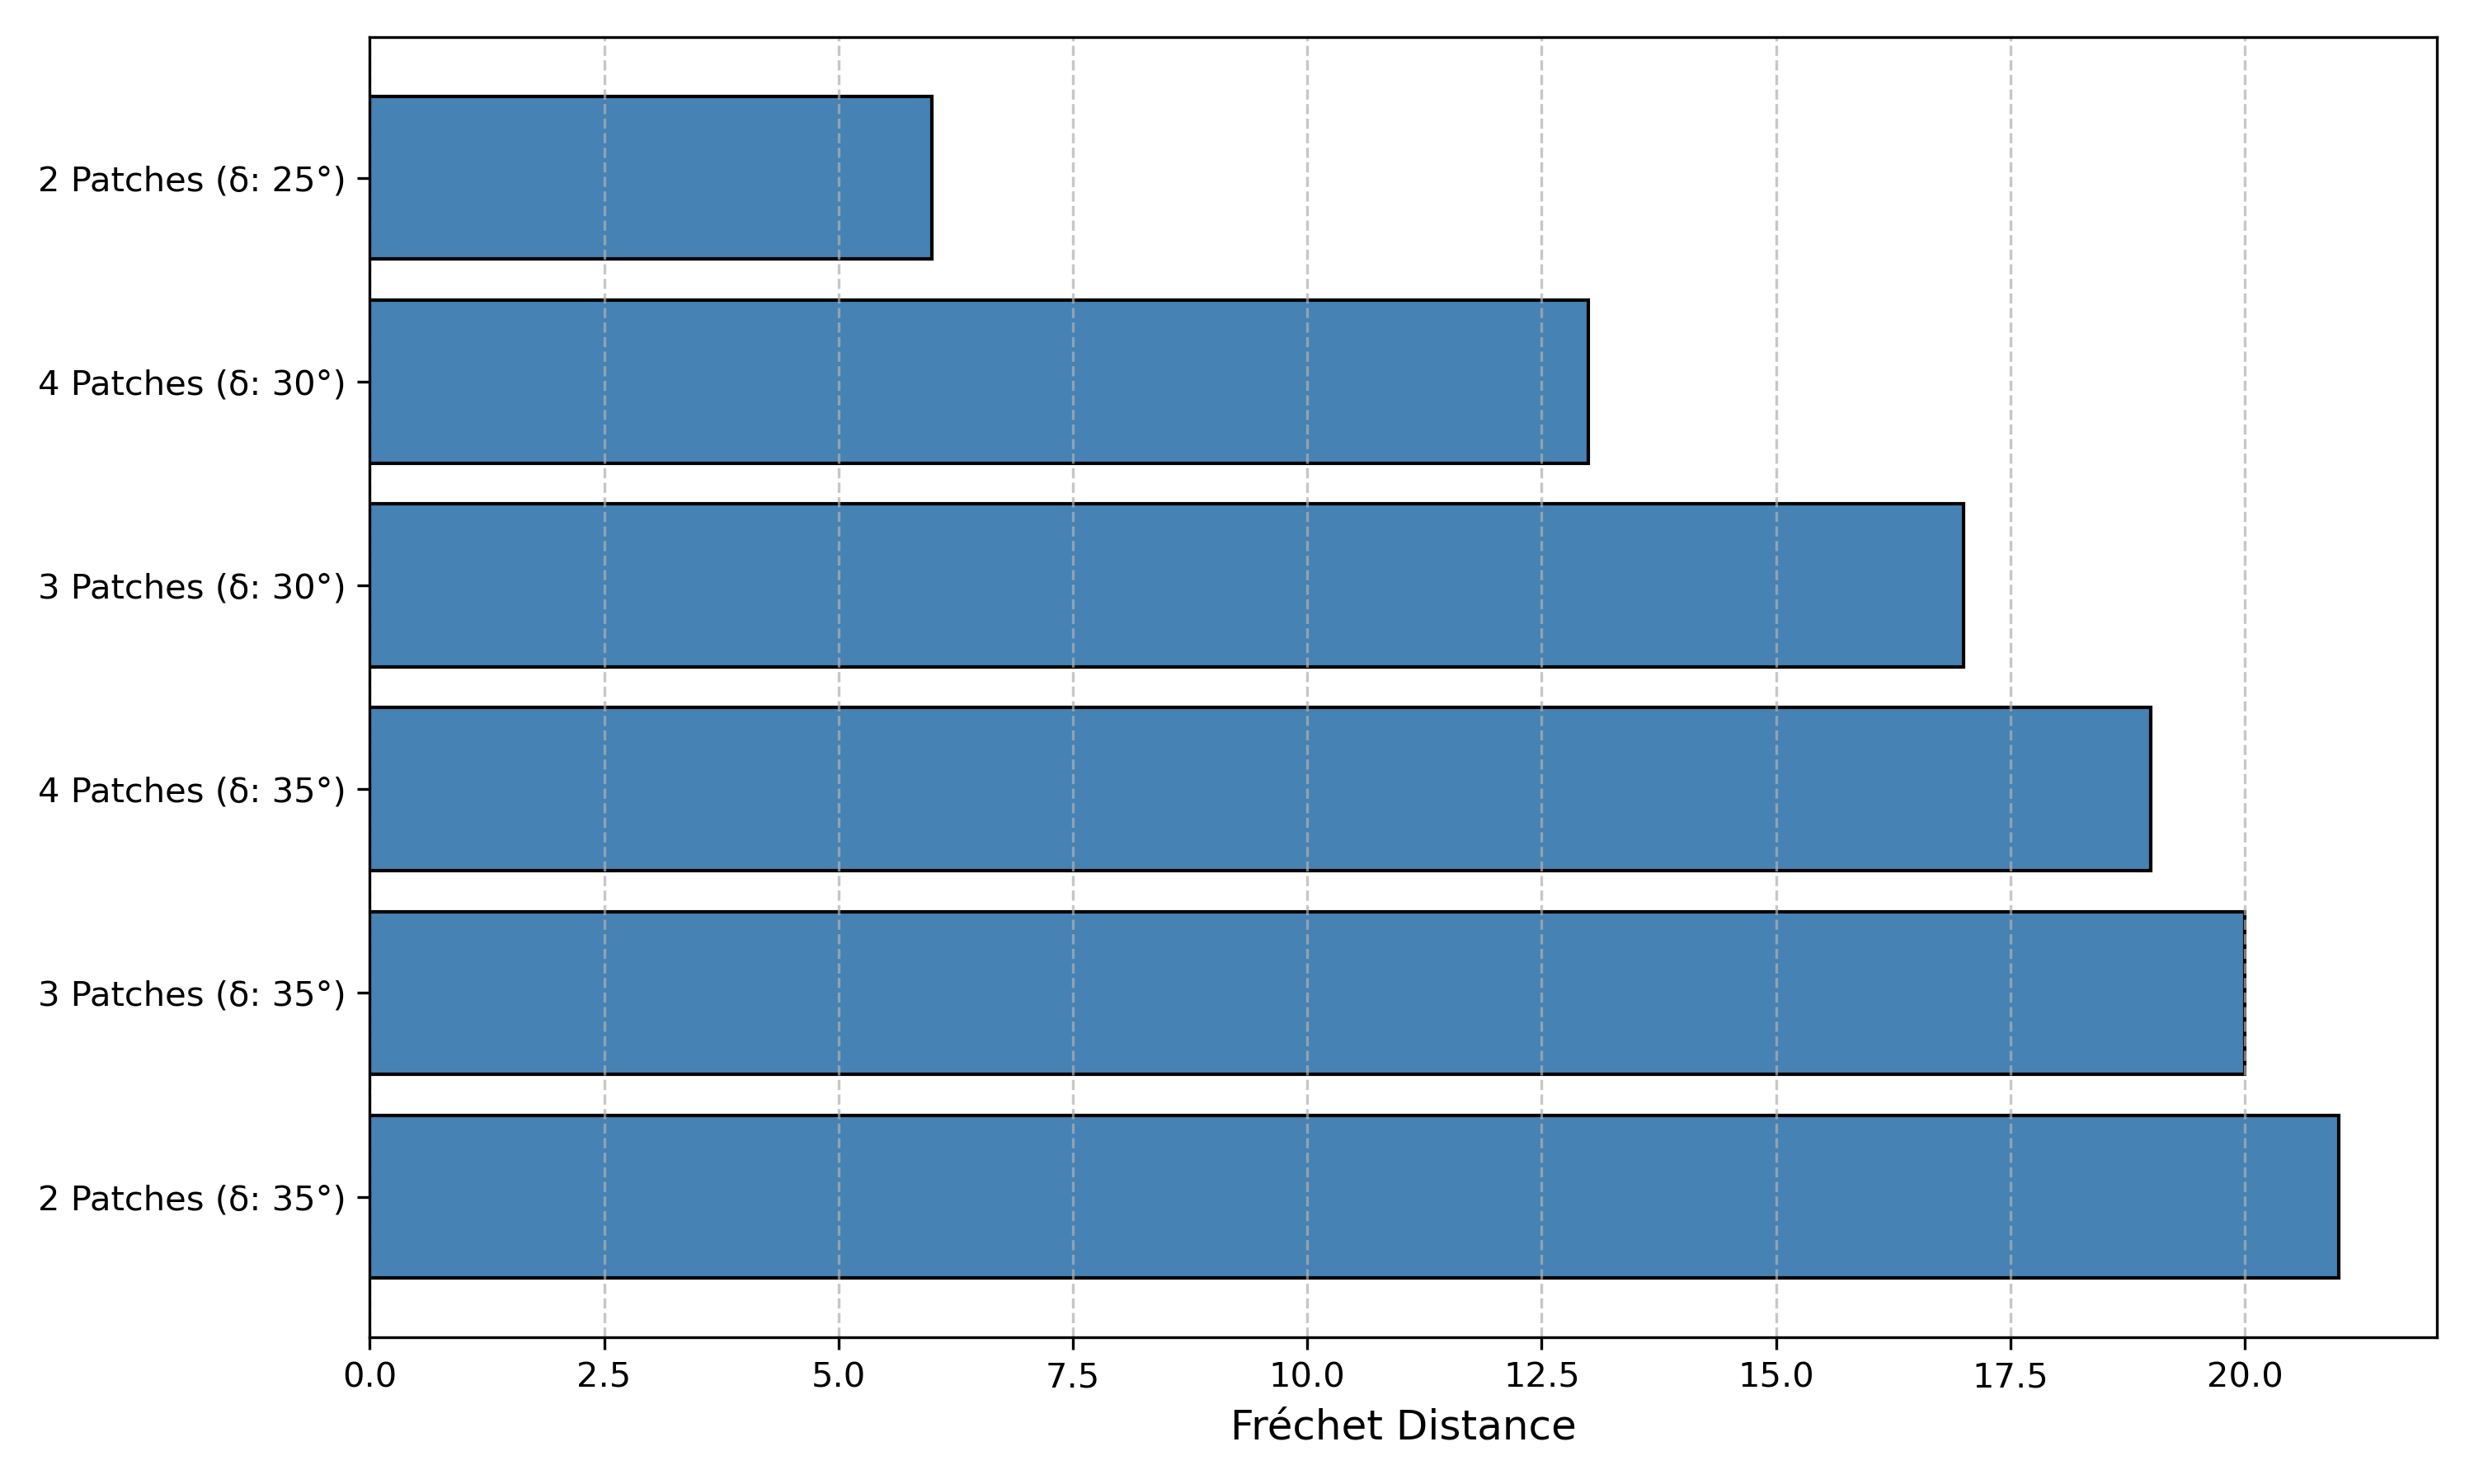 2 Patches (δ: 25°)
4 Patches (δ: 30°)
3 Patches (δ: 30°)
4 Patches (δ: 35°)
3 Patches (δ: 35°)
2 Patches (δ: 35°)
0.0 2.5 5.0 7.5 10.0 12.5 15.0 17.5 20.0
Fréchet Distance